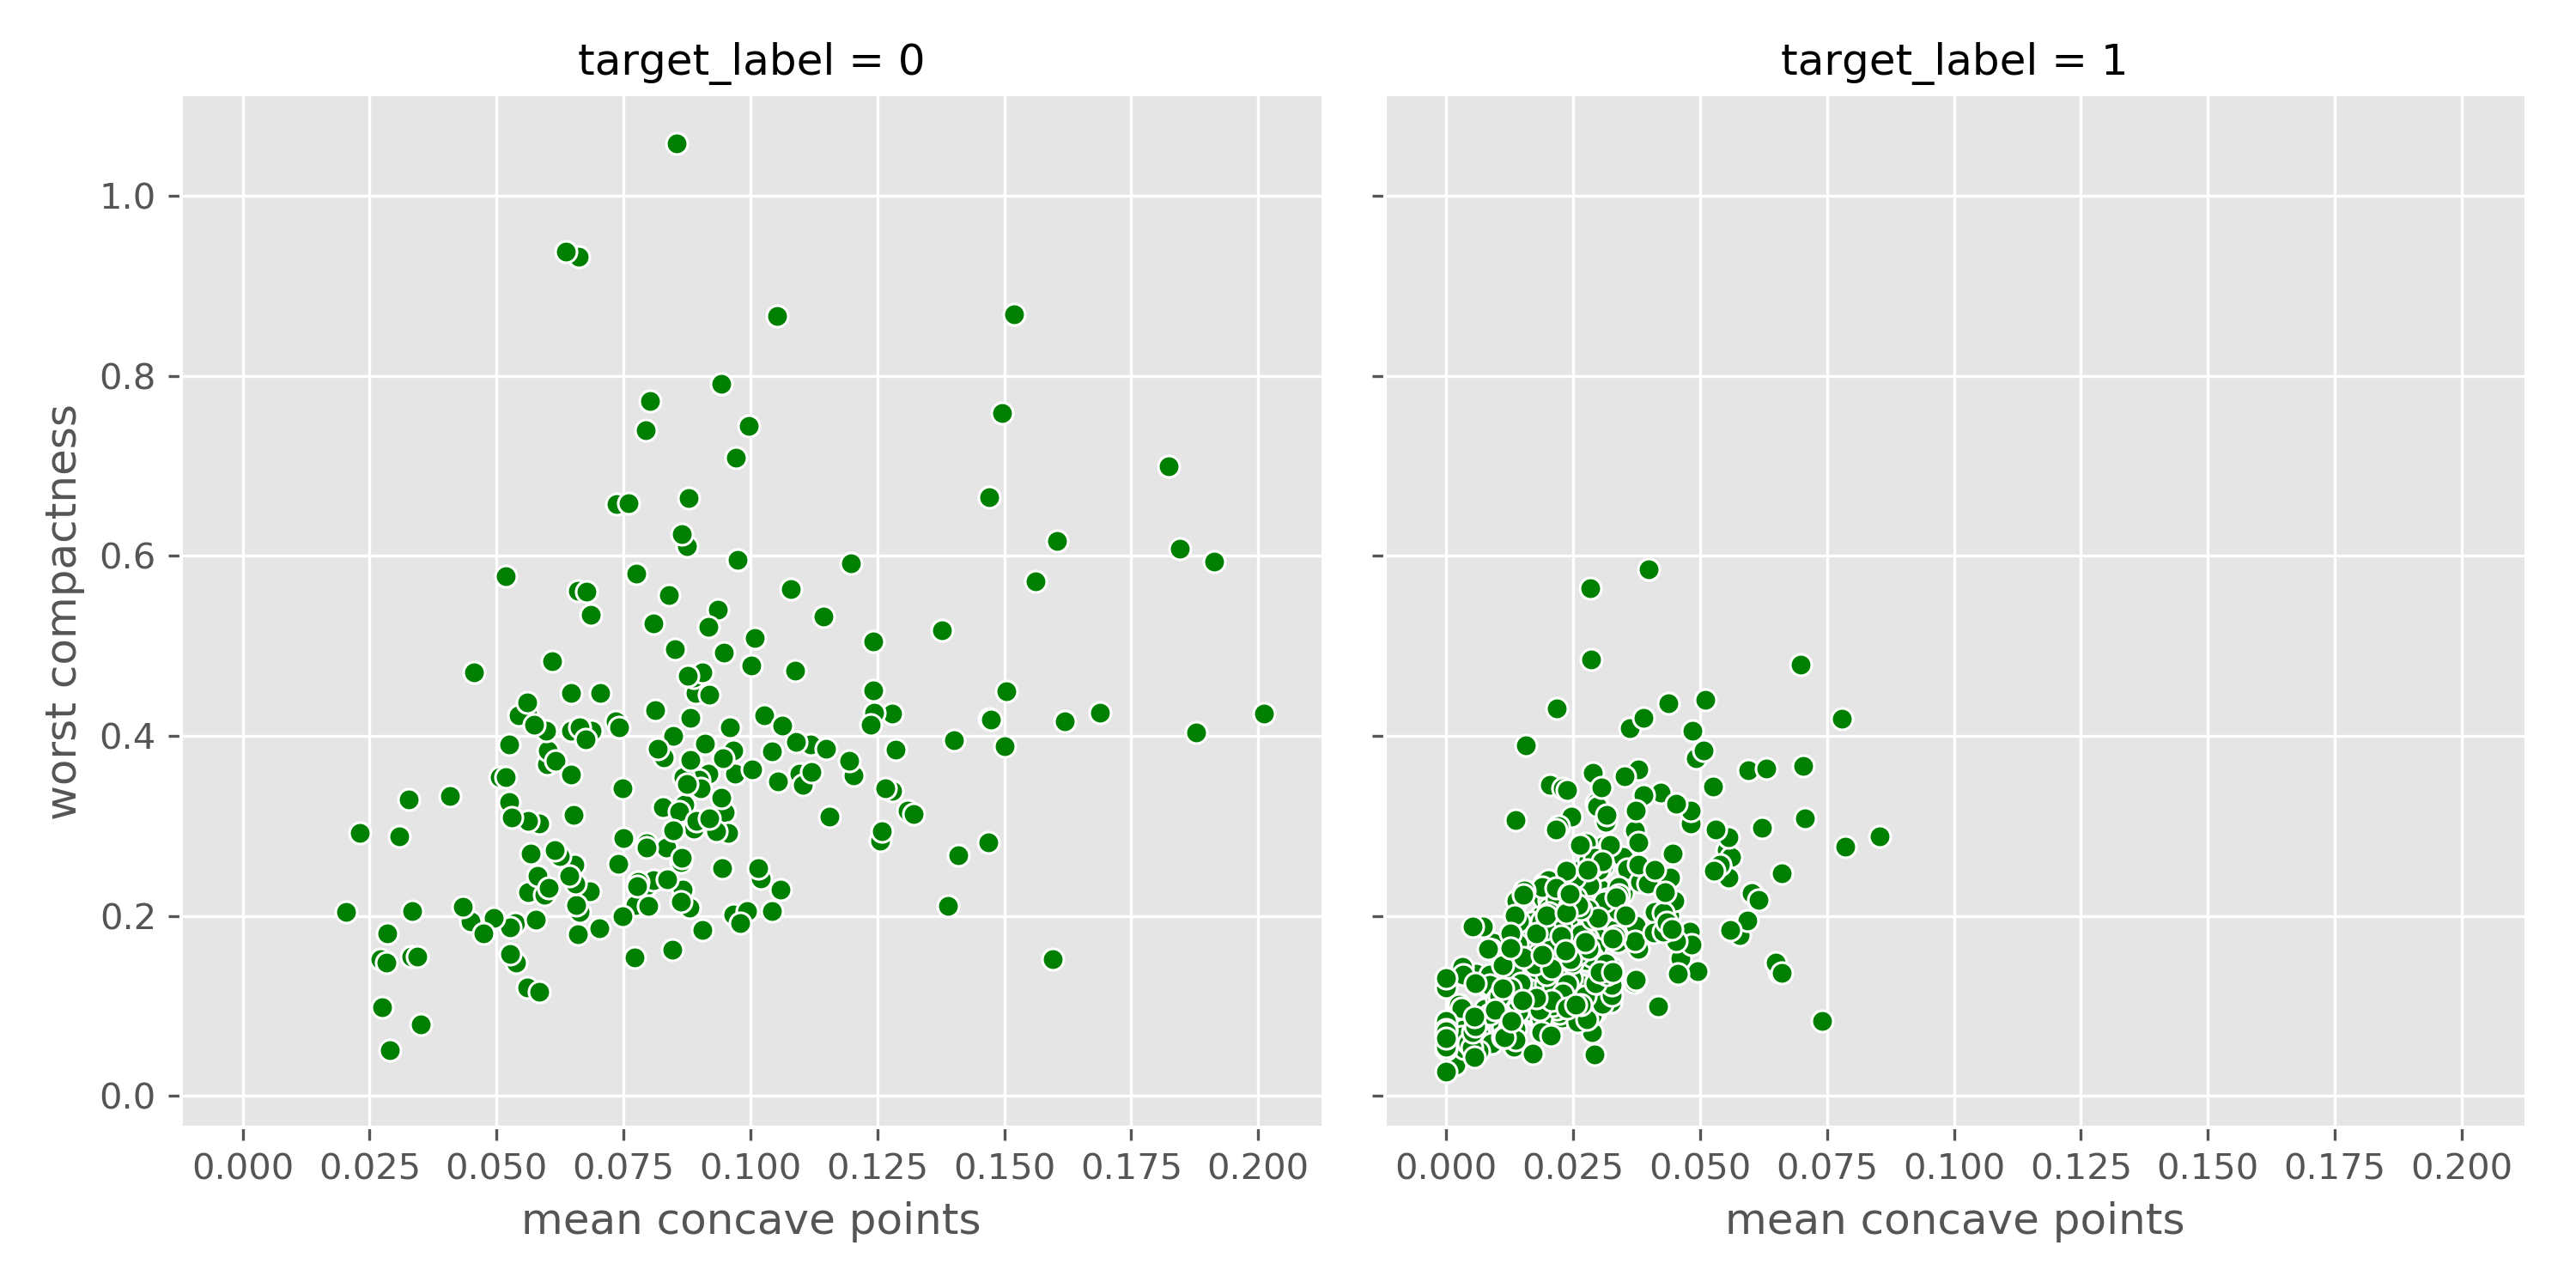 target_label = 0
target_label = 1
worst compactness
1.0
0.8
0.6
0.4
0.2
0.0
0.000 0.025 0.050 0.075 0.100 0.125 0.150 0.175 0.200
0.000 0.025 0.050 0.075 0.100 0.125 0.150 0.175 0.200
mean concave points
mean concave points